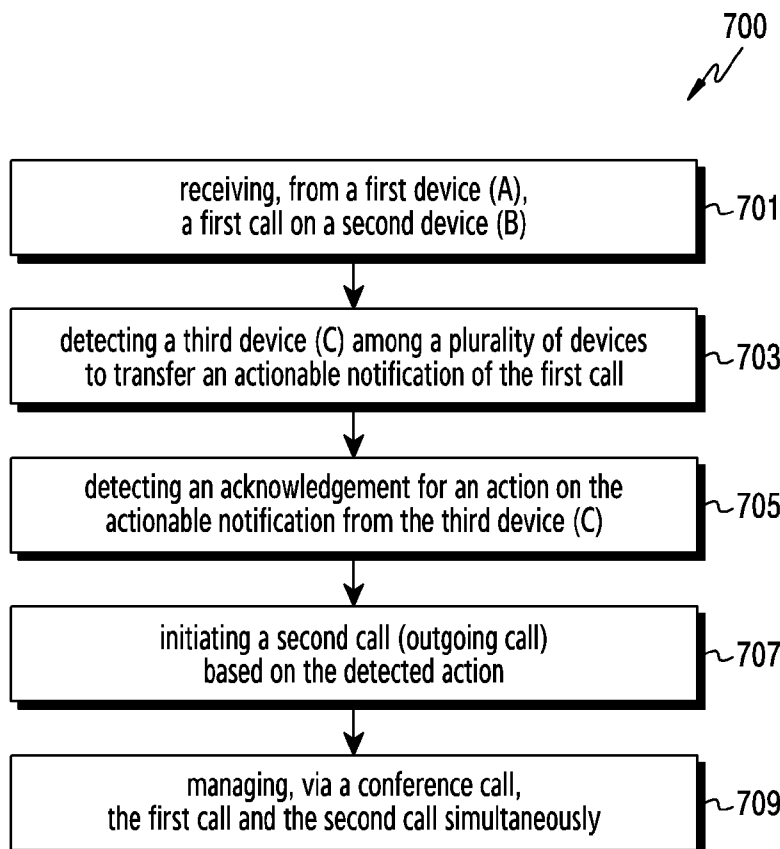 700
receiving, from a first device (A),
a first call on a second device (B)
701
detecting a third device (C) among a plurality of devices
to transfer an actionable notification of the first call
703
detecting an acknowledgement for an action on the
actionable notification from the third device (C)
705
initiating a second call (outgoing call)
based on the detected action
707
managing, via a conference call,
the first call and the second call simultaneously
709